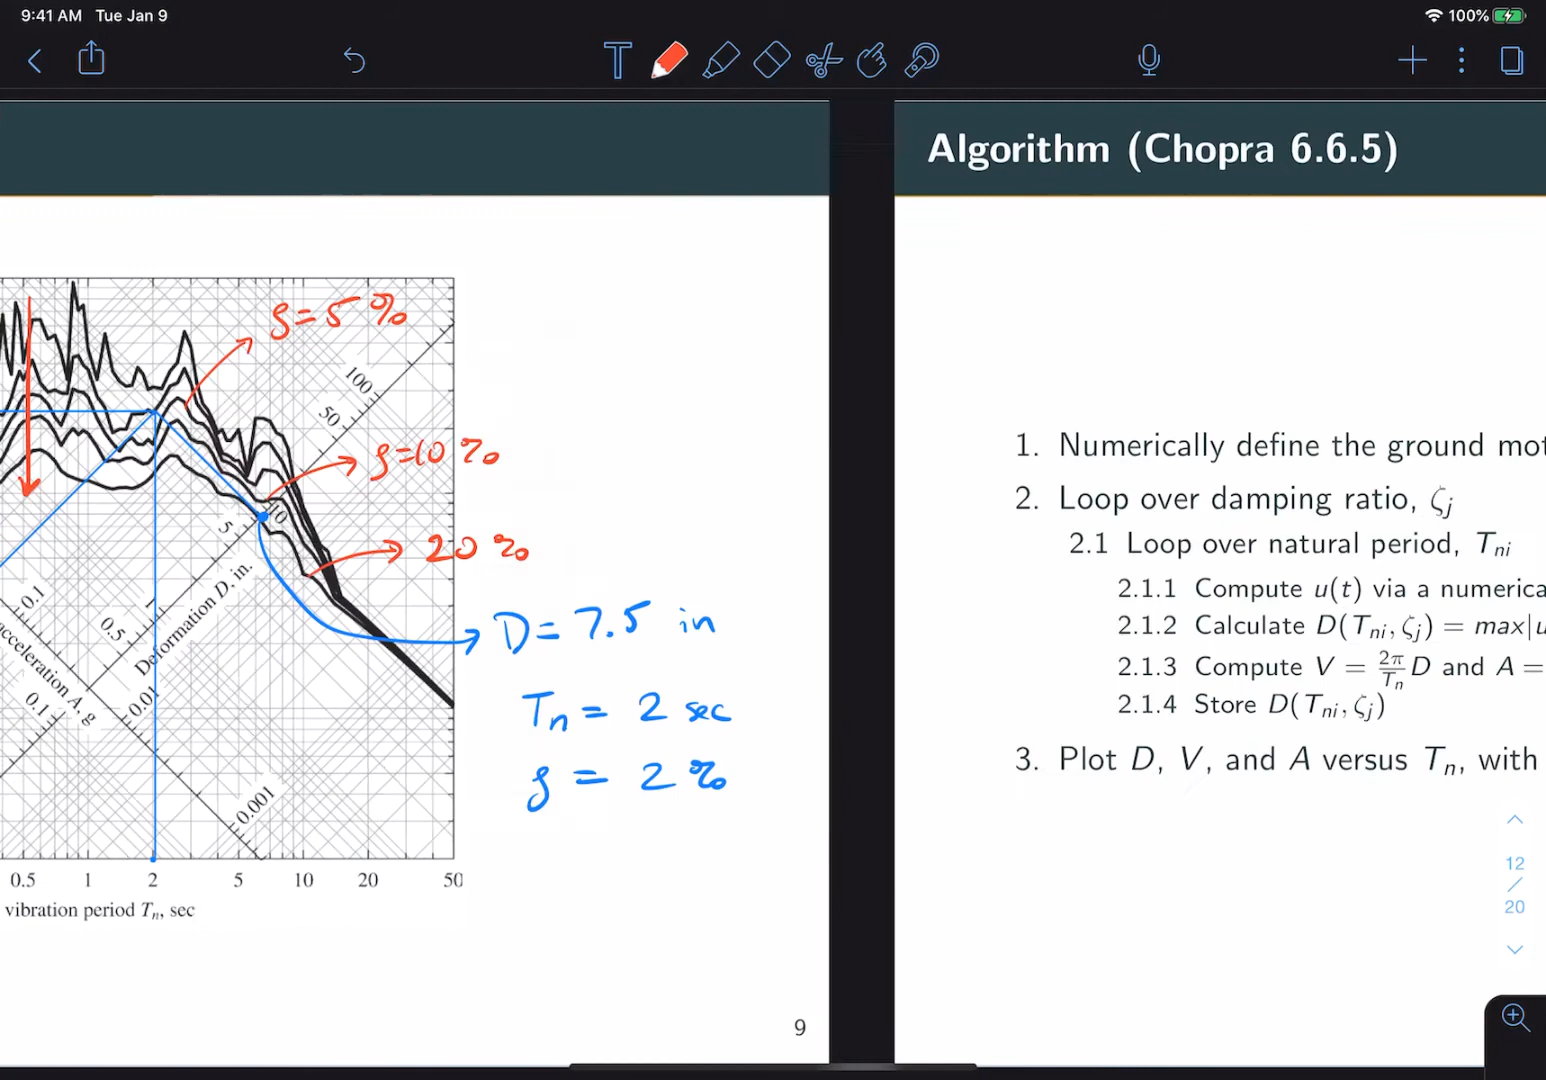 9:41 AM Tue Jan 9
100%
Algorithm (Chopra 6.6.5)
ζ=5%
100
50
ζ=10%
10
5
20%
Deformation D, in.
1
0.5
0.1
0.01
acceleration A, g
0.1
0.001
D = 7.5 in
Tn = 2 sec
ζ = 2%
0.5 1 2 5 10 20 50
vibration period Tn, sec
9
1. Numerically define the ground mot
2. Loop over damping ratio, ζj
2.1 Loop over natural period, Tni
2.1.1 Compute u(t) via a numerica
2.1.2 Calculate D(Tni, ζj) = max|u
2.1.3 Compute V = 2π/Tn D and A =
2.1.4 Store D(Tni, ζj)
3. Plot D, V, and A versus Tn, with
12
/
20